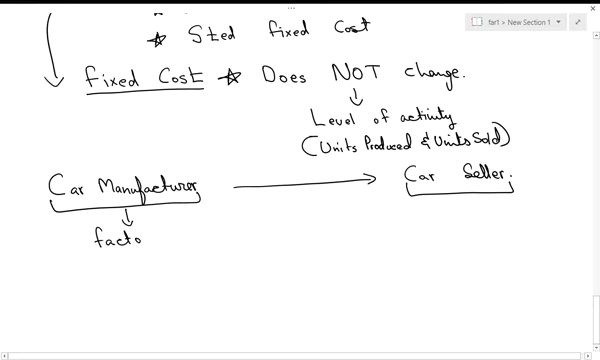 far1 > New Section 1
Sted fixed Cost
fixed Cost Does NOT change.
Level of activity
(Units Produced & Units Sold)
Car Manufacturer Car Seller.
facto